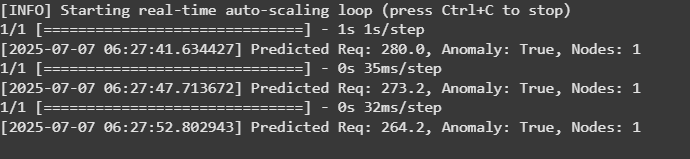 [INFO] Starting real-time auto-scaling loop (press Ctrl+C to stop)
1/1 [==============================] - 1s 1s/step
[2025-07-07 06:27:41.634427] Predicted Req: 280.0, Anomaly: True, Nodes: 1
1/1 [==============================] - 0s 35ms/step
[2025-07-07 06:27:47.713672] Predicted Req: 273.2, Anomaly: True, Nodes: 1
1/1 [==============================] - 0s 32ms/step
[2025-07-07 06:27:52.802943] Predicted Req: 264.2, Anomaly: True, Nodes: 1